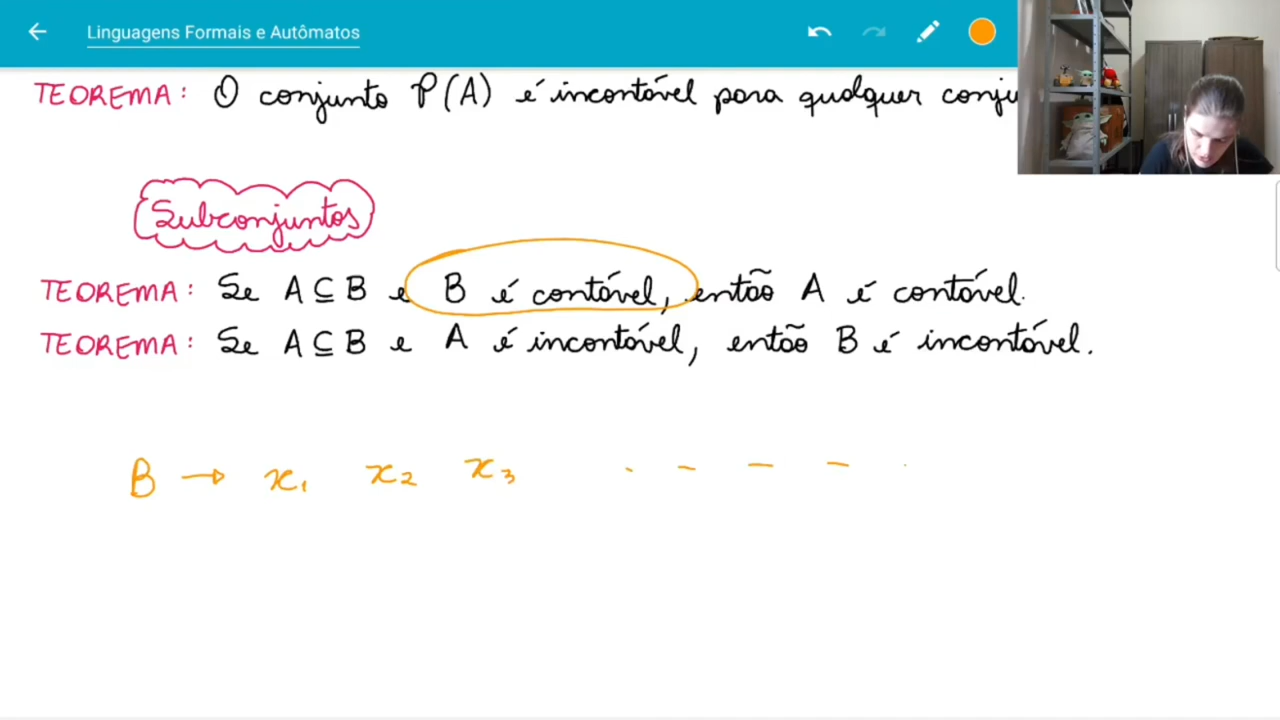 Linguagens Formais e Autômatos
TEOREMA: O conjunto P(A) é incontável para qualquer
Subconjuntos
TEOREMA: Se A ⊆ B e B é contável, então A é contável.
TEOREMA: Se A ⊆ B e A é incontável, então B é incontável.
B → x₁ x₂ x₃ . - - - .